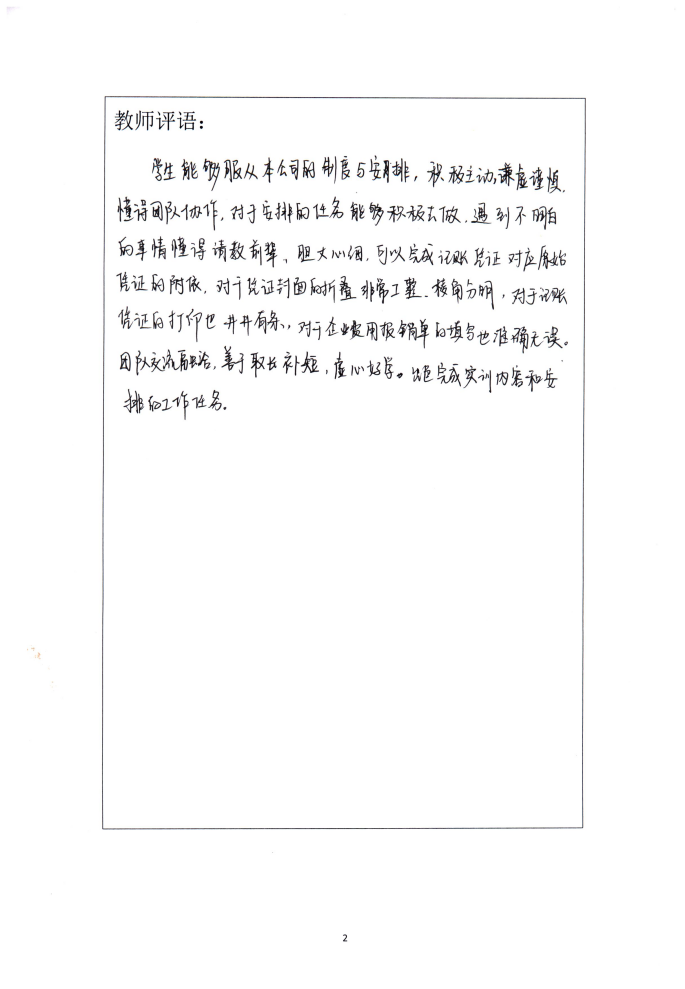 教师评语：
学生能够服从本公司的制度与安排，积极主动，谦虚谨慎，
懂得团队协作，对于安排的任务能够积极去做，遇到不明白
的事情懂得请教前辈、胆大心细，可以完成记账凭证对应原始
凭证的附依，对于凭证封面的折叠非常工整、棱角分明，对于记账
凭证的打印也井井有条，对于企业费用报销单的填写也准确无误。
团队交流融洽，善于取长补短，虚心好学。完成实训内容和安
排的工作任务。
2